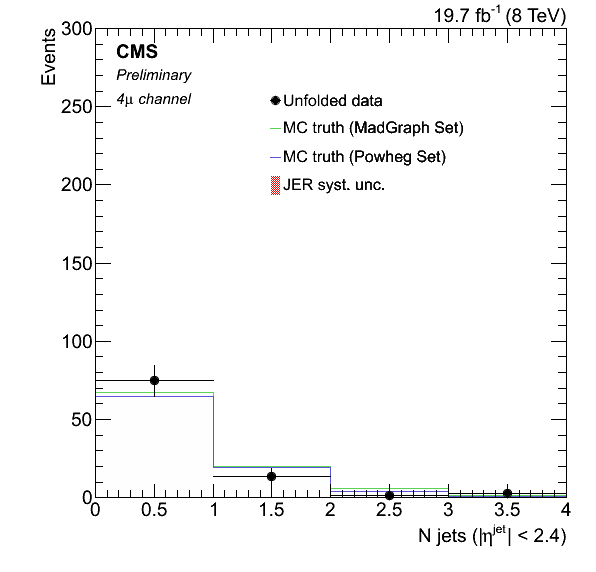 19.7 fb⁻¹ (8 TeV)
Events
300
250
200
150
100
50
0
CMS
Preliminary
4μ channel
Unfolded data
MC truth (MadGraph Set)
MC truth (Powheg Set)
JER syst. unc.
0 0.5 1 1.5 2 2.5 3 3.5 4
N jets (|η^jet| < 2.4)